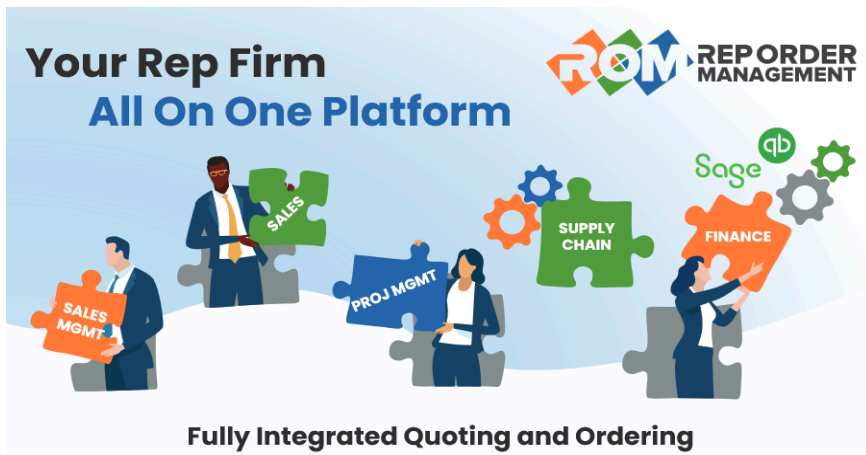 Your Rep Firm
All On One Platform
ROM
REP ORDER
MANAGEMENT
Sage
qb
SALES
SUPPLY
CHAIN
FINANCE
PROJ MGMT
SALES
MGMT
Fully Integrated Quoting and Ordering